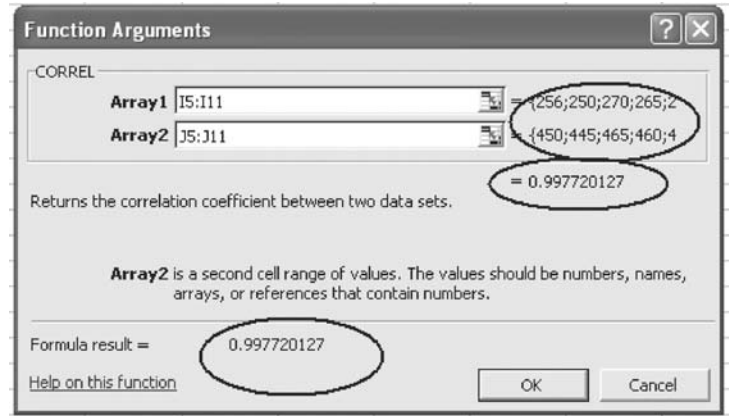 Function Arguments
CORREL
Array1 I5:I11 = {256;250;270;265;2
Array2 J5:J11 = {450;445;465;460;4
= 0.997720127
Returns the correlation coefficient between two data sets.
Array2 is a second cell range of values. The values should be numbers, names,
arrays, or references that contain numbers.
Formula result = 0.997720127
Help on this function OK Cancel